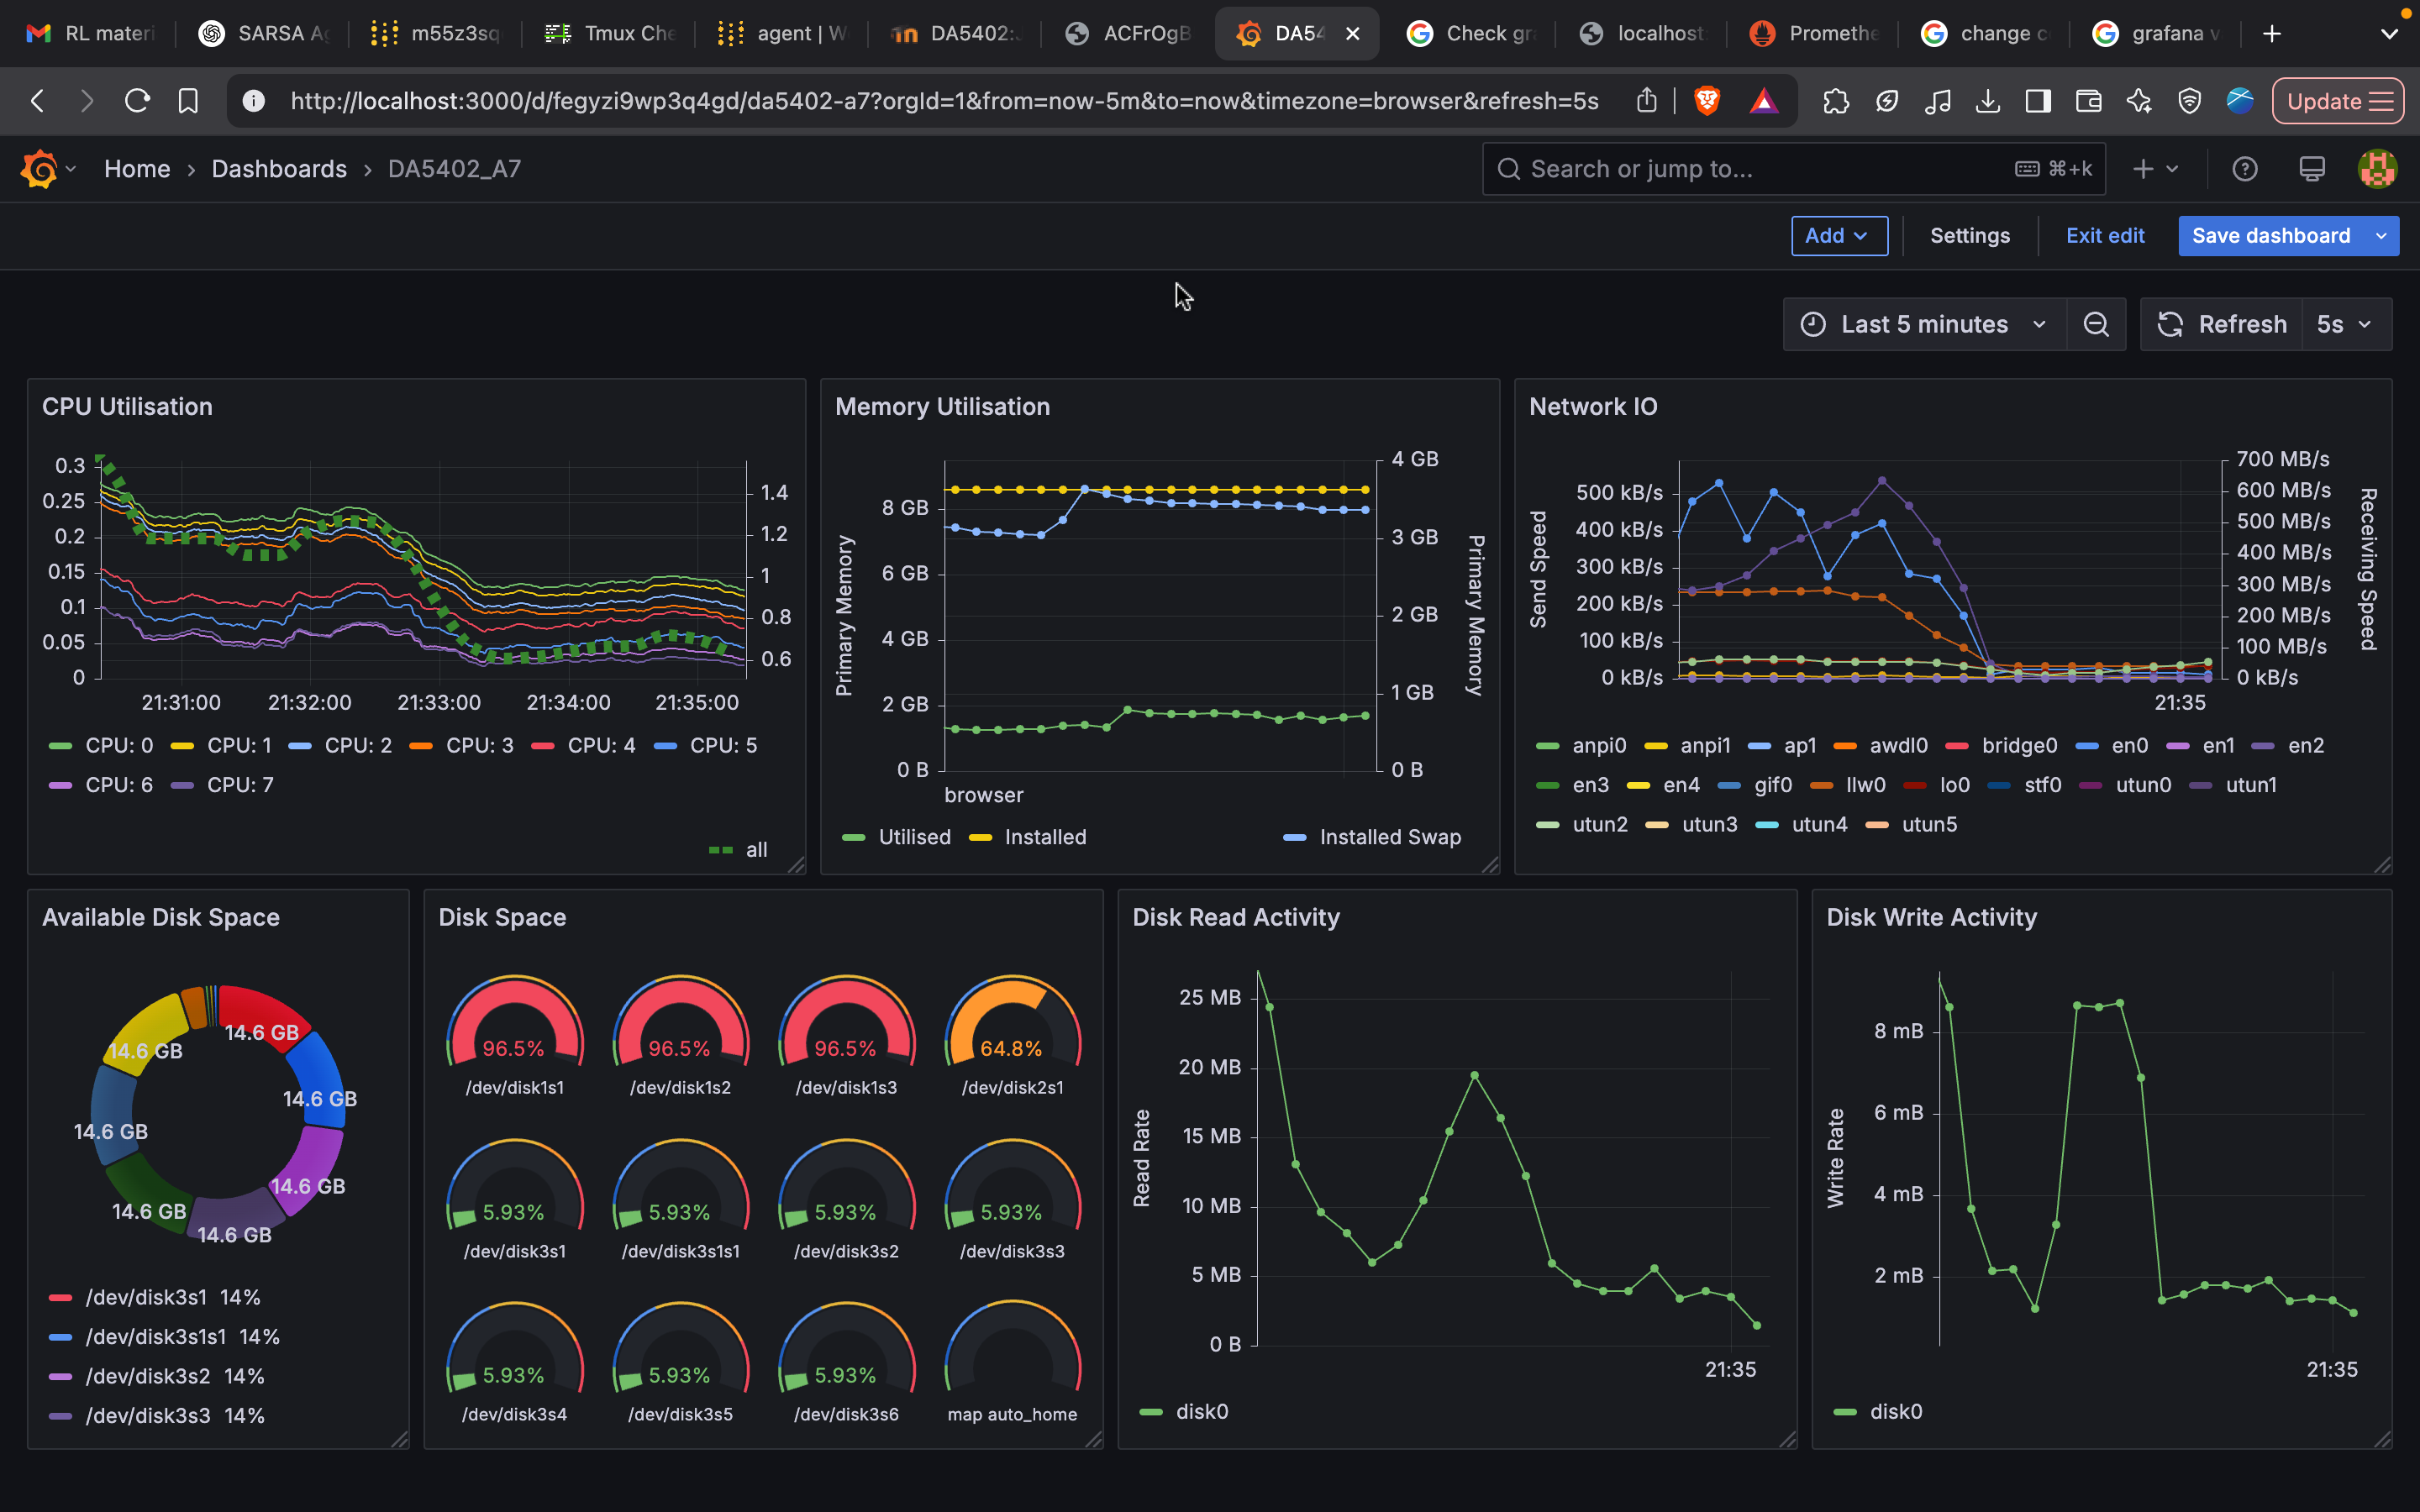 RL materi SARSA Ag m55z3sq Tmux Che agent | W DA5402: ACFrOgB DA54 Check gr localhost Promethe change c grafana v
http://localhost:3000/d/fegyzi9wp3q4gd/da5402-a7?orgId=1&from=now-5m&to=now&timezone=browser&refresh=5s Update
Home › Dashboards › DA5402_A7 Search or jump to... ⌘+k
Add Settings Exit edit Save dashboard
Last 5 minutes Refresh 5s
CPU Utilisation
0.3
0.25
0.2
0.15
0.1
0.05
0
1.4
1.2
1
0.8
0.6
21:31:00 21:32:00 21:33:00 21:34:00 21:35:00
CPU: 0 CPU: 1 CPU: 2 CPU: 3 CPU: 4 CPU: 5
CPU: 6 CPU: 7
all
Memory Utilisation
Primary Memory
8 GB
6 GB
4 GB
2 GB
0 B
4 GB
3 GB
2 GB
1 GB
0 B
Primary Memory
browser
Utilised Installed Installed Swap
Network IO
Send Speed
500 kB/s
400 kB/s
300 kB/s
200 kB/s
100 kB/s
0 kB/s
700 MB/s
600 MB/s
500 MB/s
400 MB/s
300 MB/s
200 MB/s
100 MB/s
0 kB/s
Receiving Speed
21:35
anpi0 anpi1 ap1 awdl0 bridge0 en0 en1 en2
en3 en4 gif0 llw0 lo0 stf0 utun0 utun1
utun2 utun3 utun4 utun5
Available Disk Space
14.6 GB
14.6 GB
14.6 GB
14.6 GB
14.6 GB
14.6 GB
14.6 GB
/dev/disk3s1 14%
/dev/disk3s1s1 14%
/dev/disk3s2 14%
/dev/disk3s3 14%
Disk Space
96.5% 96.5% 96.5% 64.8%
/dev/disk1s1 /dev/disk1s2 /dev/disk1s3 /dev/disk2s1
5.93% 5.93% 5.93% 5.93%
/dev/disk3s1 /dev/disk3s1s1 /dev/disk3s2 /dev/disk3s3
5.93% 5.93% 5.93%
/dev/disk3s4 /dev/disk3s5 /dev/disk3s6 map auto_home
Disk Read Activity
Read Rate
25 MB
20 MB
15 MB
10 MB
5 MB
0 B
21:35
disk0
Disk Write Activity
Write Rate
8 mB
6 mB
4 mB
2 mB
21:35
disk0